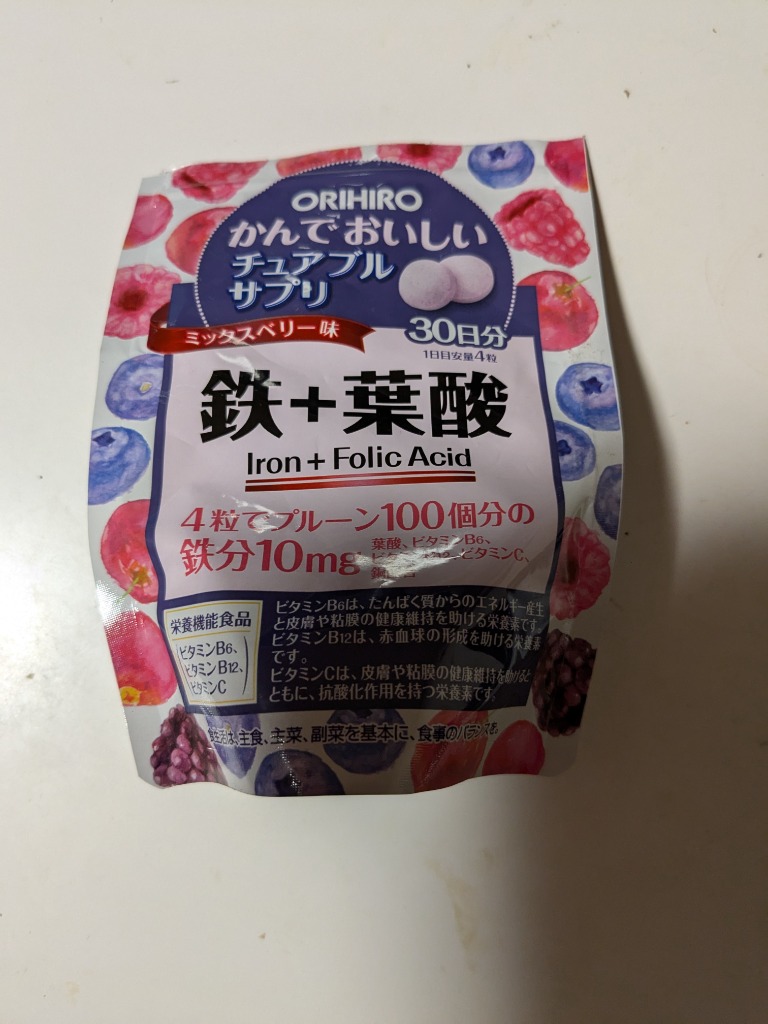 ORIHIRO
かんでおいしい
チュアブル
サプリ
ミックスベリー味
30日分
1日目安量4粒
鉄+葉酸
Iron + Folic Acid
4粒でプルーン100個分の
鉄分10mg
葉酸、ビタミンB6、
ビタミンC、
栄養機能食品
ビタミンB6、
ビタミンB12、
ビタミンC
ビタミンB6は、たんぱく質からのエネルギー産生
と皮膚や粘膜の健康維持を助ける栄養素です。
ビタミンB12は、赤血球の形成を助ける栄養素
です。
ビタミンCは、皮膚や粘膜の健康維持を助けると
ともに、抗酸化作用を持つ栄養素です。
食生活は、主食、主菜、副菜を基本に、食事のバランスを。